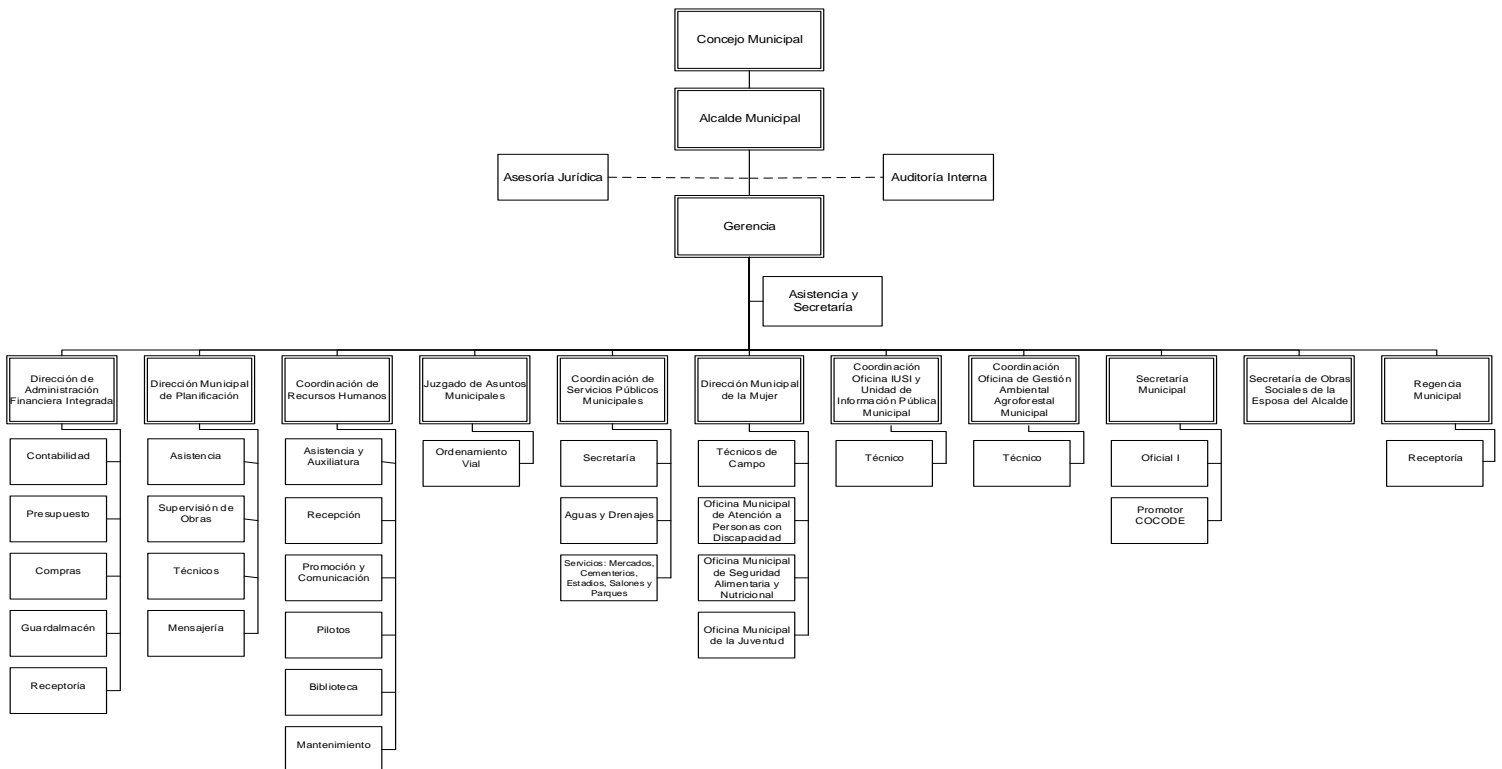 Concejo Municipal
Alcalde Municipal
Asesoría Jurídica
Auditoría Interna
Gerencia
Asistencia y
Secretaría
Dirección de
Administración
Financiera Integrada
Contabilidad
Presupuesto
Compras
Guardalmacén
Receptoría
Dirección Municipal
de Planificación
Asistencia
Supervisión de
Obras
Técnicos
Mensajería
Coordinación de
Recursos Humanos
Asistencia y
Auxiliatura
Recepción
Promoción y
Comunicación
Pilotos
Biblioteca
Mantenimiento
Juzgado de Asuntos
Municipales
Ordenamiento
Vial
Coordinación de
Servicios Públicos
Municipales
Secretaría
Aguas y Drenajes
Servicios: Mercados,
Cementerios,
Estadios, Salones y
Parques
Dirección Municipal
de la Mujer
Técnicos de
Campo
Oficina Municipal
de Atención a
Personas con
Discapacidad
Oficina Municipal
de Seguridad
Alimentaria y
Nutricional
Oficina Municipal
de la Juventud
Coordinación
Oficina IUSI y
Unidad de
Información Pública
Municipal
Técnico
Coordinación
Oficina de Gestión
Ambiental
Agroforestal
Municipal
Técnico
Secretaría
Municipal
Oficial I
Promotor
COCODE
Secretaría de Obras
Sociales de la
Esposa del Alcalde
Regencia
Municipal
Receptoría